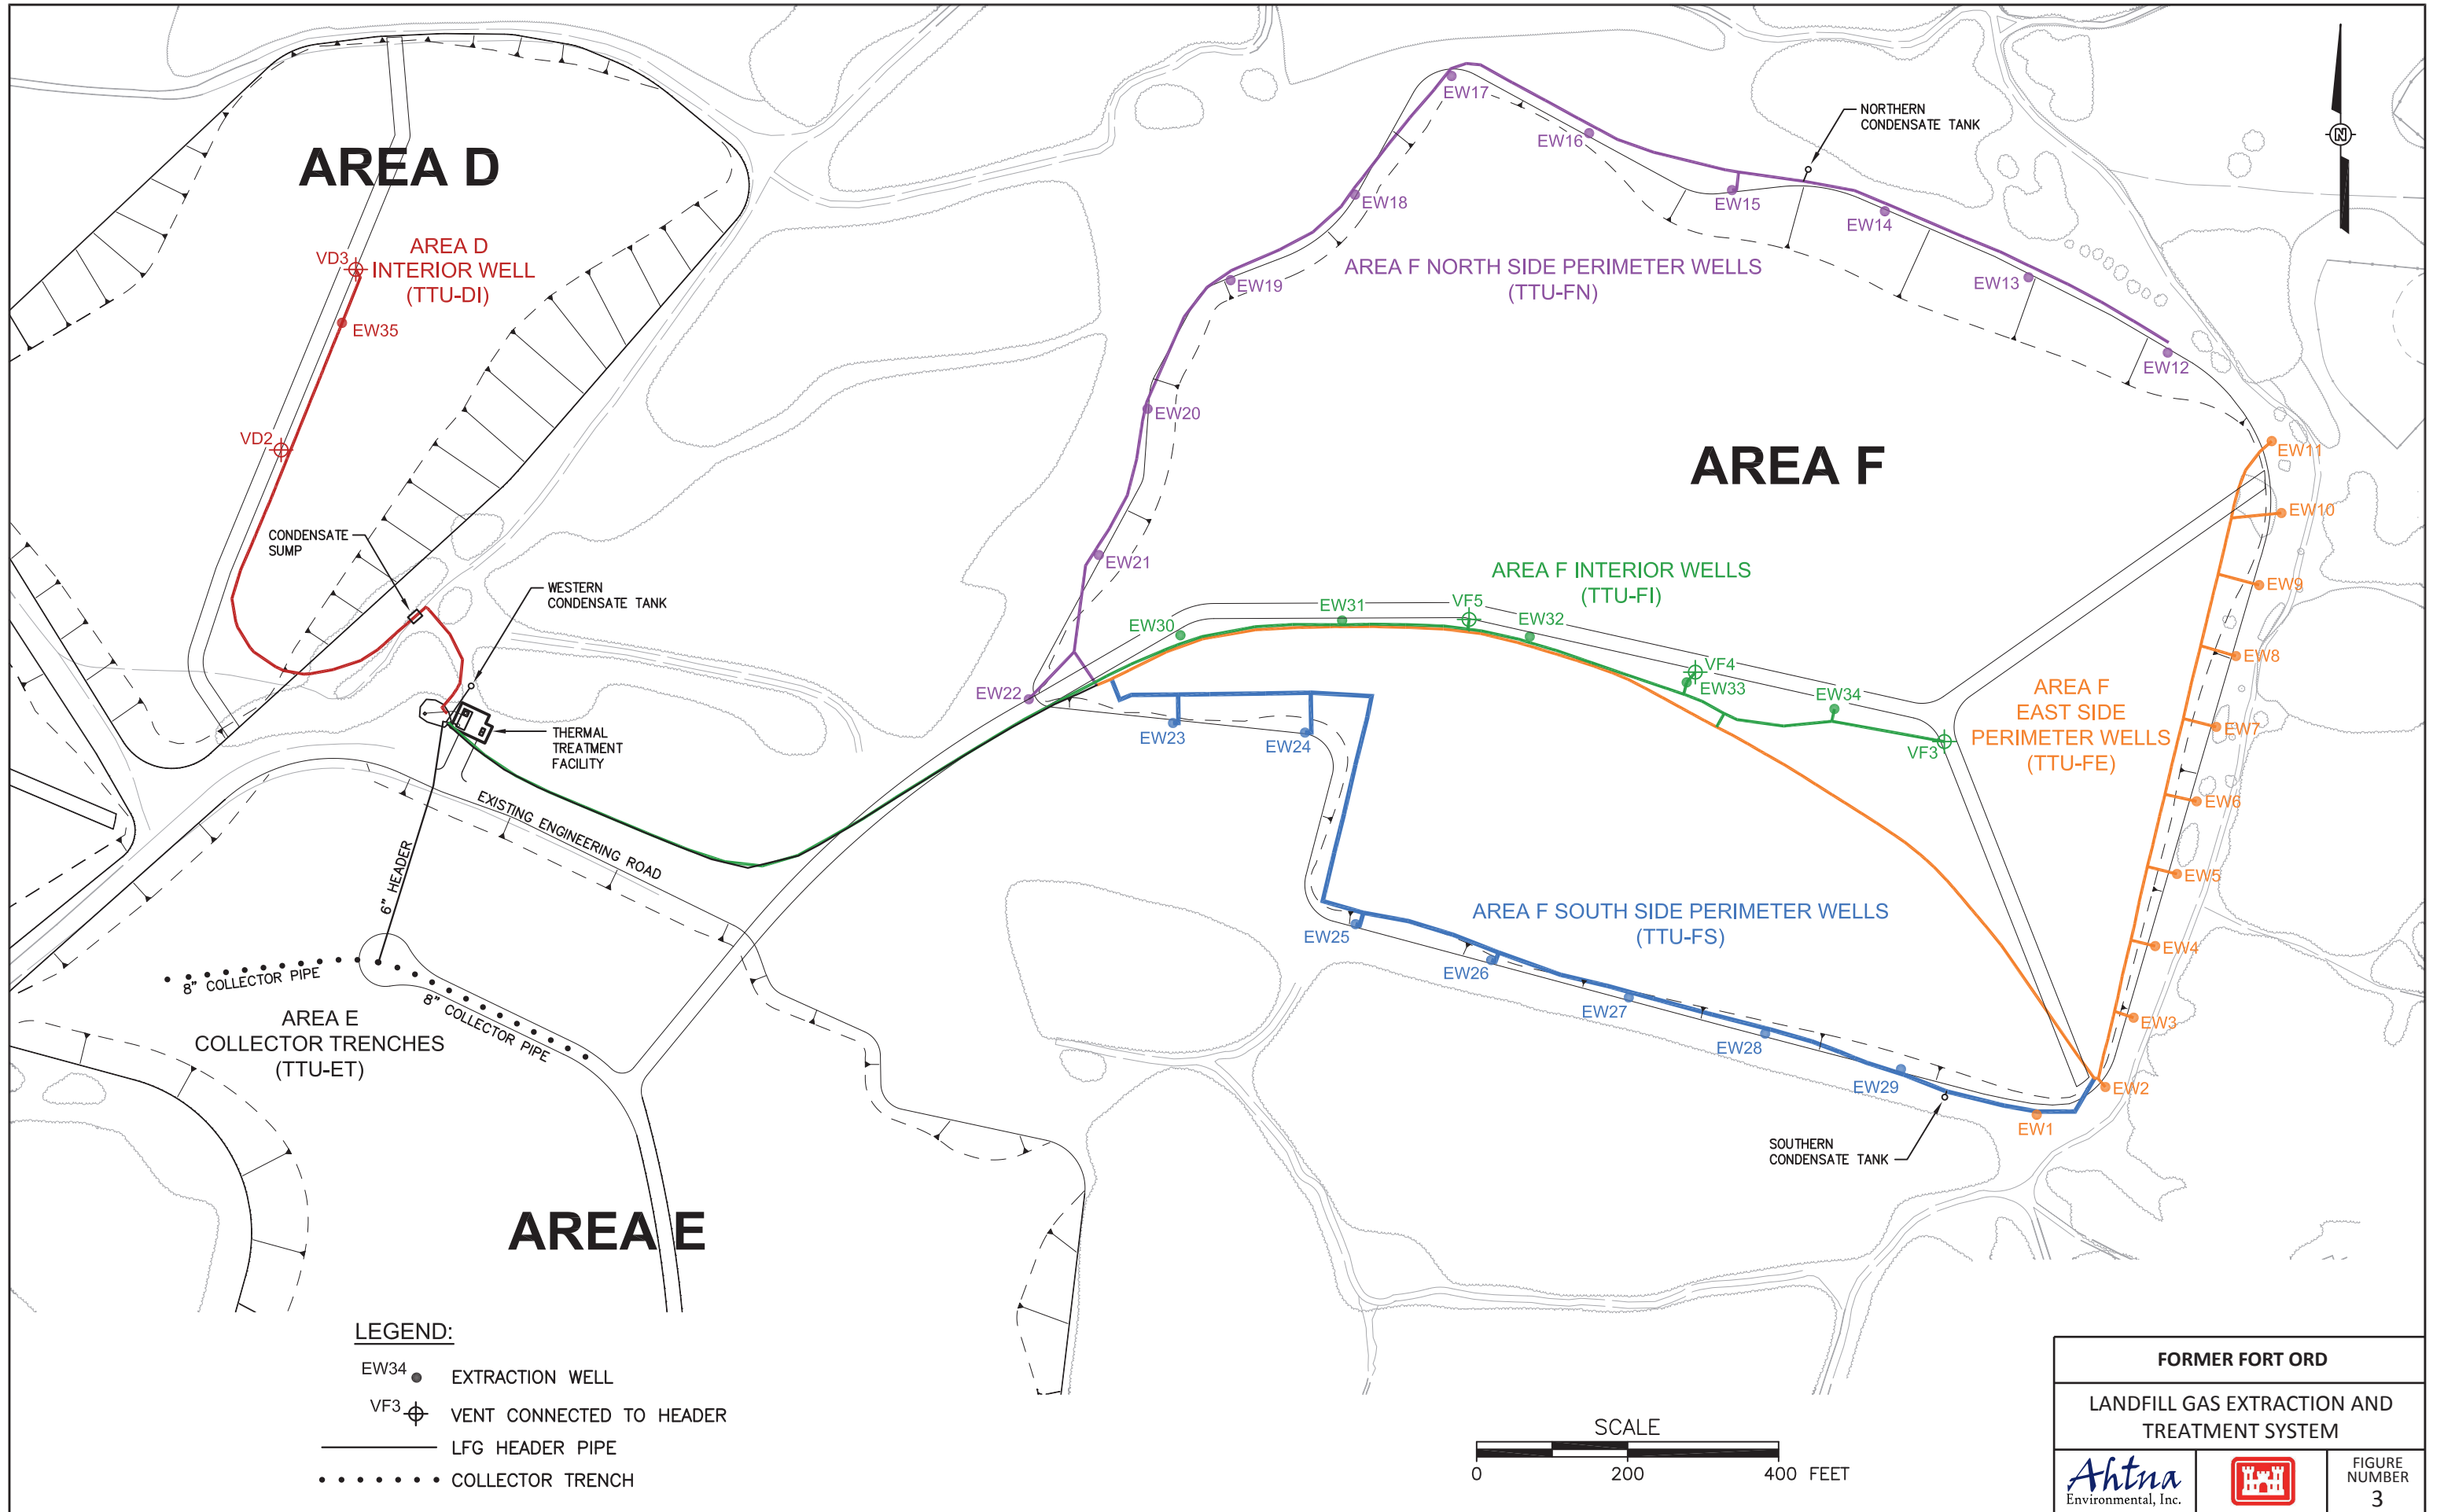 AREA D
VD3
AREA D
INTERIOR WELL
(TTU-DI)
EW35
VD2
CONDENSATE
SUMP
WESTERN
CONDENSATE TANK
THERMAL
TREATMENT
FACILITY
EXISTING ENGINEERING ROAD
6" HEADER
8" COLLECTOR PIPE
8" COLLECTOR PIPE
AREA E
COLLECTOR TRENCHES
(TTU-ET)
AREA E
EW17
EW16
NORTHERN
CONDENSATE TANK
EW18
EW15
EW14
EW19
AREA F NORTH SIDE PERIMETER WELLS
(TTU-FN)
EW13
EW12
EW20
AREA F
EW11
EW10
EW21
AREA F INTERIOR WELLS
(TTU-FI)
EW9
EW30
EW31
VF5
EW32
EW8
EW22
VF4
EW33
EW34
VF3
AREA F
EAST SIDE
PERIMETER WELLS
(TTU-FE)
EW7
EW23
EW24
EW6
EW5
AREA F SOUTH SIDE PERIMETER WELLS
(TTU-FS)
EW25
EW26
EW4
EW27
EW28
EW3
EW29
EW2
EW1
SOUTHERN
CONDENSATE TANK
N
LEGEND:
EW34 EXTRACTION WELL
VF3 VENT CONNECTED TO HEADER
LFG HEADER PIPE
COLLECTOR TRENCH
SCALE
0 200 400 FEET
FORMER FORT ORD
LANDFILL GAS EXTRACTION AND
TREATMENT SYSTEM
Ahtna
Environmental, Inc.
FIGURE
NUMBER
3